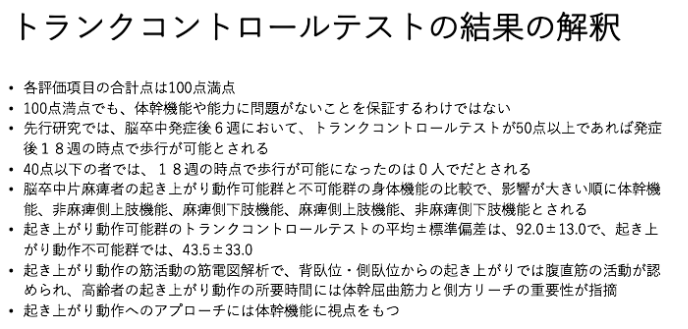 トランクコントロールテストの結果の解釈
• 各評価項目の合計点は100点満点
• 100点満点でも、体幹機能や能力に問題がないことを保証するわけではない
• 先行研究では、脳卒中発症後６週において、トランクコントロールテストが50点以上であれば発症
後１８週の時点で歩行が可能とされる
• 40点以下の者では、１８週の時点で歩行が可能になったのは０人でだとされる
• 脳卒中片麻痺者の起き上がり動作可能群と不可能群の身体機能の比較で、影響が大きい順に体幹機
能、非麻痺側上肢機能、麻痺側下肢機能、麻痺側上肢機能、非麻痺側下肢機能とされる
• 起き上がり動作可能群のトランクコントロールテストの平均±標準偏差は、92.0±13.0で、起き上
がり動作不可能群では、43.5±33.0
• 起き上がり動作の筋活動の筋電図解析で、背臥位・側臥位からの起き上がりでは腹直筋の活動が認
められ、高齢者の起き上がり動作の所要時間には体幹屈曲筋力と側方リーチの重要性が指摘
• 起き上がり動作へのアプローチには体幹機能に視点をもつ